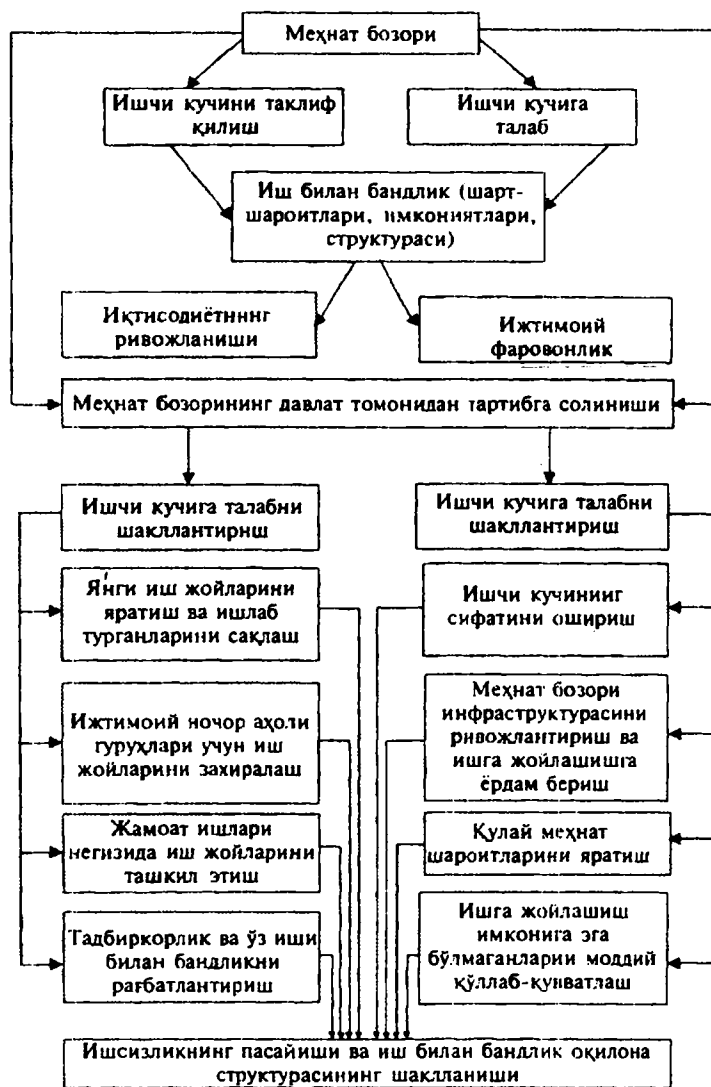 Меҳнат бозори
Ишчи кучини таклиф
қилиш
Ишчи кучига
талаб
Иш билан бандлик (шарт-
шароитлари, имкониятлари,
структураси)
Иқтисодиётнинг
ривожланиши
Ижтимоий
фаровонлик
Меҳнат бозорининг давлат томонидан тартибга солиниши
Ишчи кучига талабни
шакллантириш
Ишчи кучига талабни
шакллантириш
Янги иш жойларини
яратиш ва ишлаб
турганларини сақлаш
Ишчи кучининг
сифатини ошириш
Ижтимоий ночор аҳоли
гуруҳлари учун иш
жойларини захиралаш
Меҳнат бозори
инфраструктурасини
ривожлантириш ва
ишга жойлашишга
ёрдам бериш
Жамоат ишлари
негизида иш жойларини
ташкил этиш
Қулай меҳнат
шароитларини яратиш
Тадбиркорлик ва ўз иши
билан бандликни
рағбатлантириш
Ишга жойлашиш
имконига эга
бўлмаганларни моддий
қўллаб-қувватлаш
Ишсизликнинг пасайиши ва иш билан бандлик оқилона
структурасининг шаклланиши